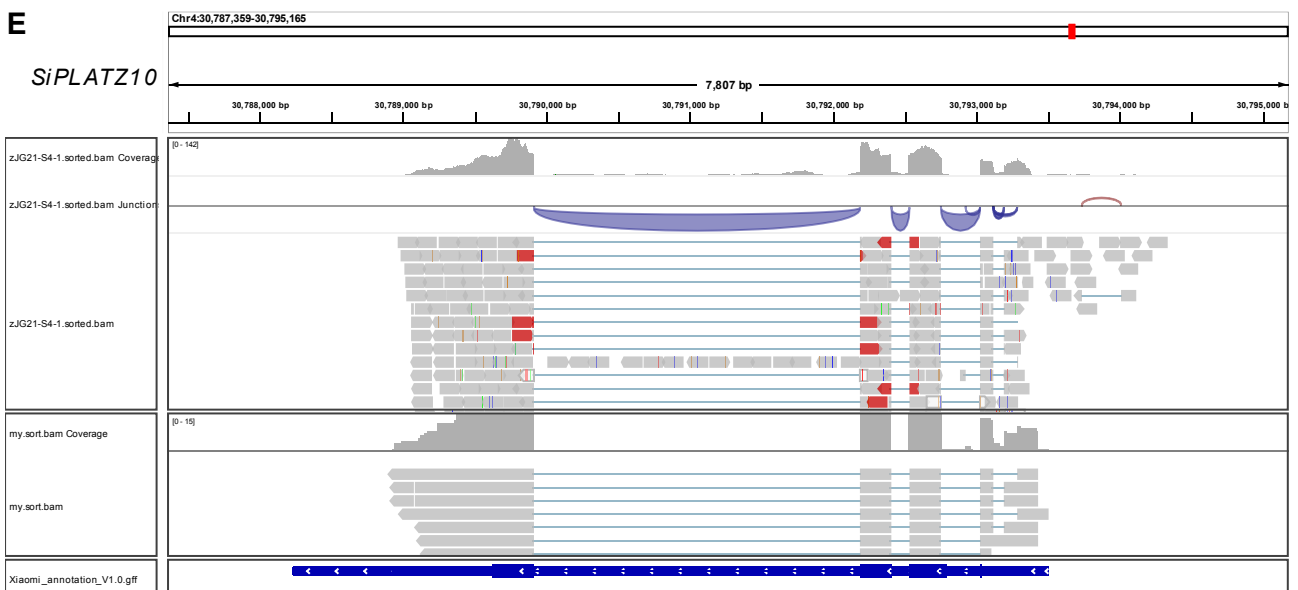 E
Chr4:30,787,359-30,795,165
SiPLATZ10
7,807 bp
30,788,000 bp 30,789,000 bp 30,790,000 bp 30,791,000 bp 30,792,000 bp 30,793,000 bp 30,794,000 bp 30,795,000 b
[0 - 142]
zJG21-S4-1.sorted.bam Coverage
zJG21-S4-1.sorted.bam Junction
zJG21-S4-1.sorted.bam
[0 - 15]
my.sort.bam Coverage
my.sort.bam
Xiaomi_annotation_V1.0.gff